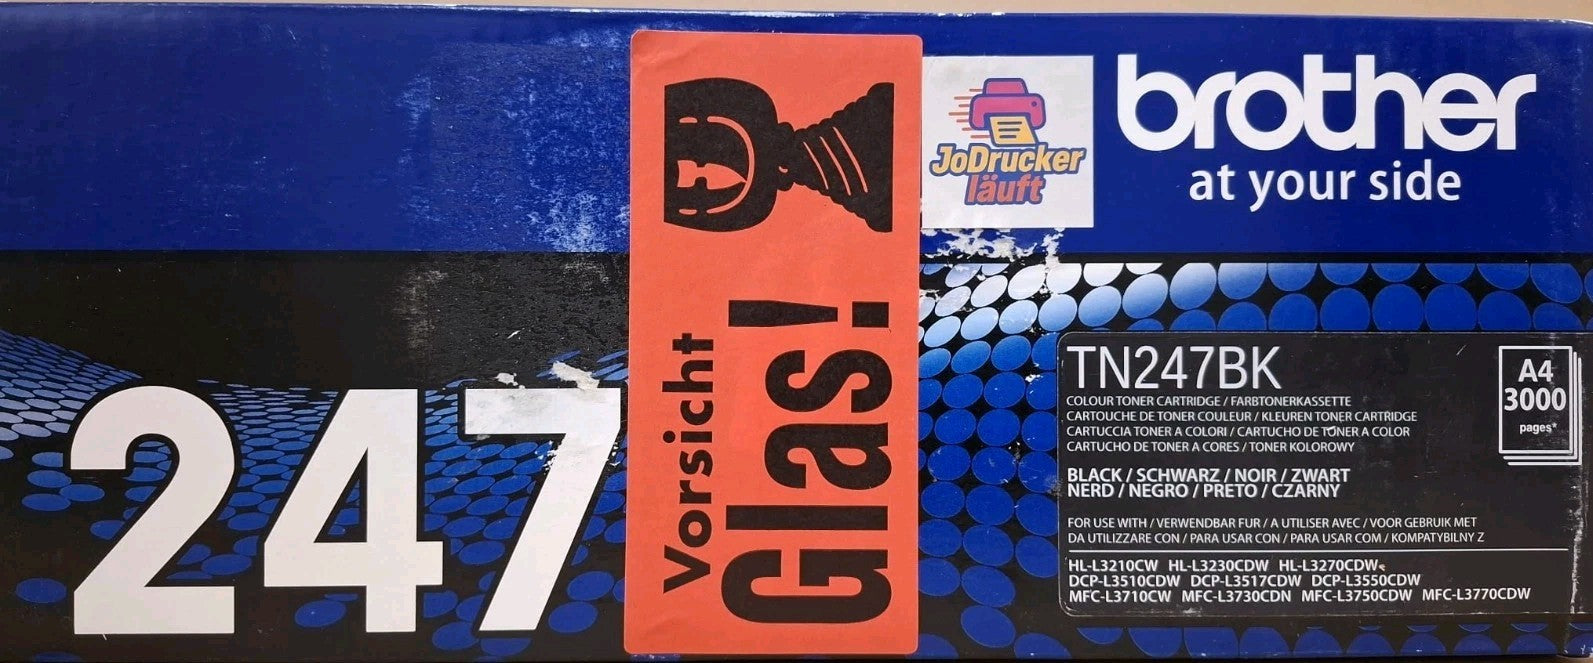 247
Vorsicht
Glas!
JoDrucker
läuft
brother
at your side
TN247BK
COLOUR TONER CARTRIDGE / FARBTONERKASSETTE
CARTOUCHE DE TONER COULEUR / KLEUREN TONER CARTRIDGE
CARTUCCIA TONER A COLORI / CARTUCHO DE TONER A COLOR
CARTUCHO DE TONER A CORES / TONER KOLOROWY
BLACK / SCHWARZ / NOIR / ZWART
NERO / NEGRO / PRETO / CZARNY
FOR USE WITH / VERWENDBAR FUR / A UTILISER AVEC / VOOR GEBRUIK MET
DA UTILIZZARE CON / PARA USAR CON / PARA USAR COM / KOMPATYBILNY Z
HL-L3210CW HL-L3230CDW HL-L3270CDW
DCP-L3510CDW DCP-L3517CDW DCP-L3550CDW
MFC-L3710CW MFC-L3730CDN MFC-L3750CDW MFC-L3770CDW
A4
3000
pages*